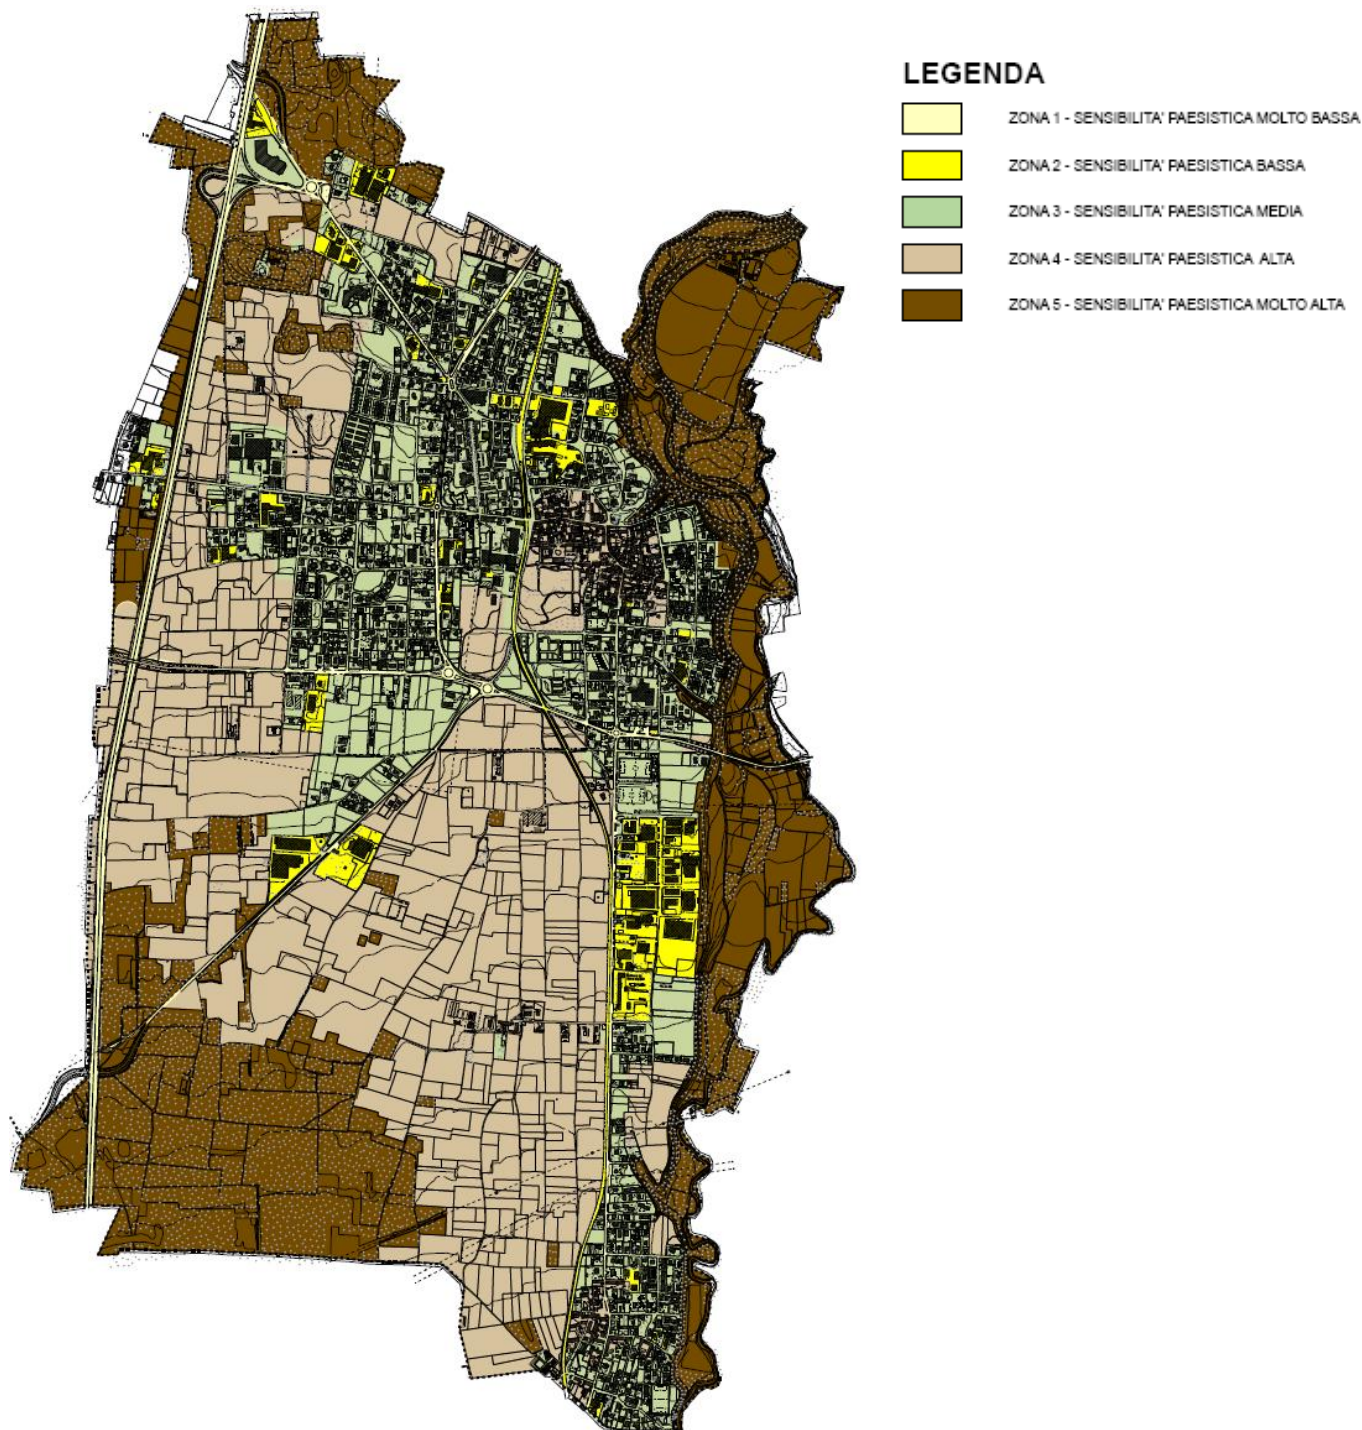 LEGENDA
ZONA 1 - SENSIBILITA' PAESISTICA MOLTO BASSA
ZONA 2 - SENSIBILITA' PAESISTICA BASSA
ZONA 3 - SENSIBILITA' PAESISTICA MEDIA
ZONA 4 - SENSIBILITA' PAESISTICA ALTA
ZONA 5 - SENSIBILITA' PAESISTICA MOLTO ALTA